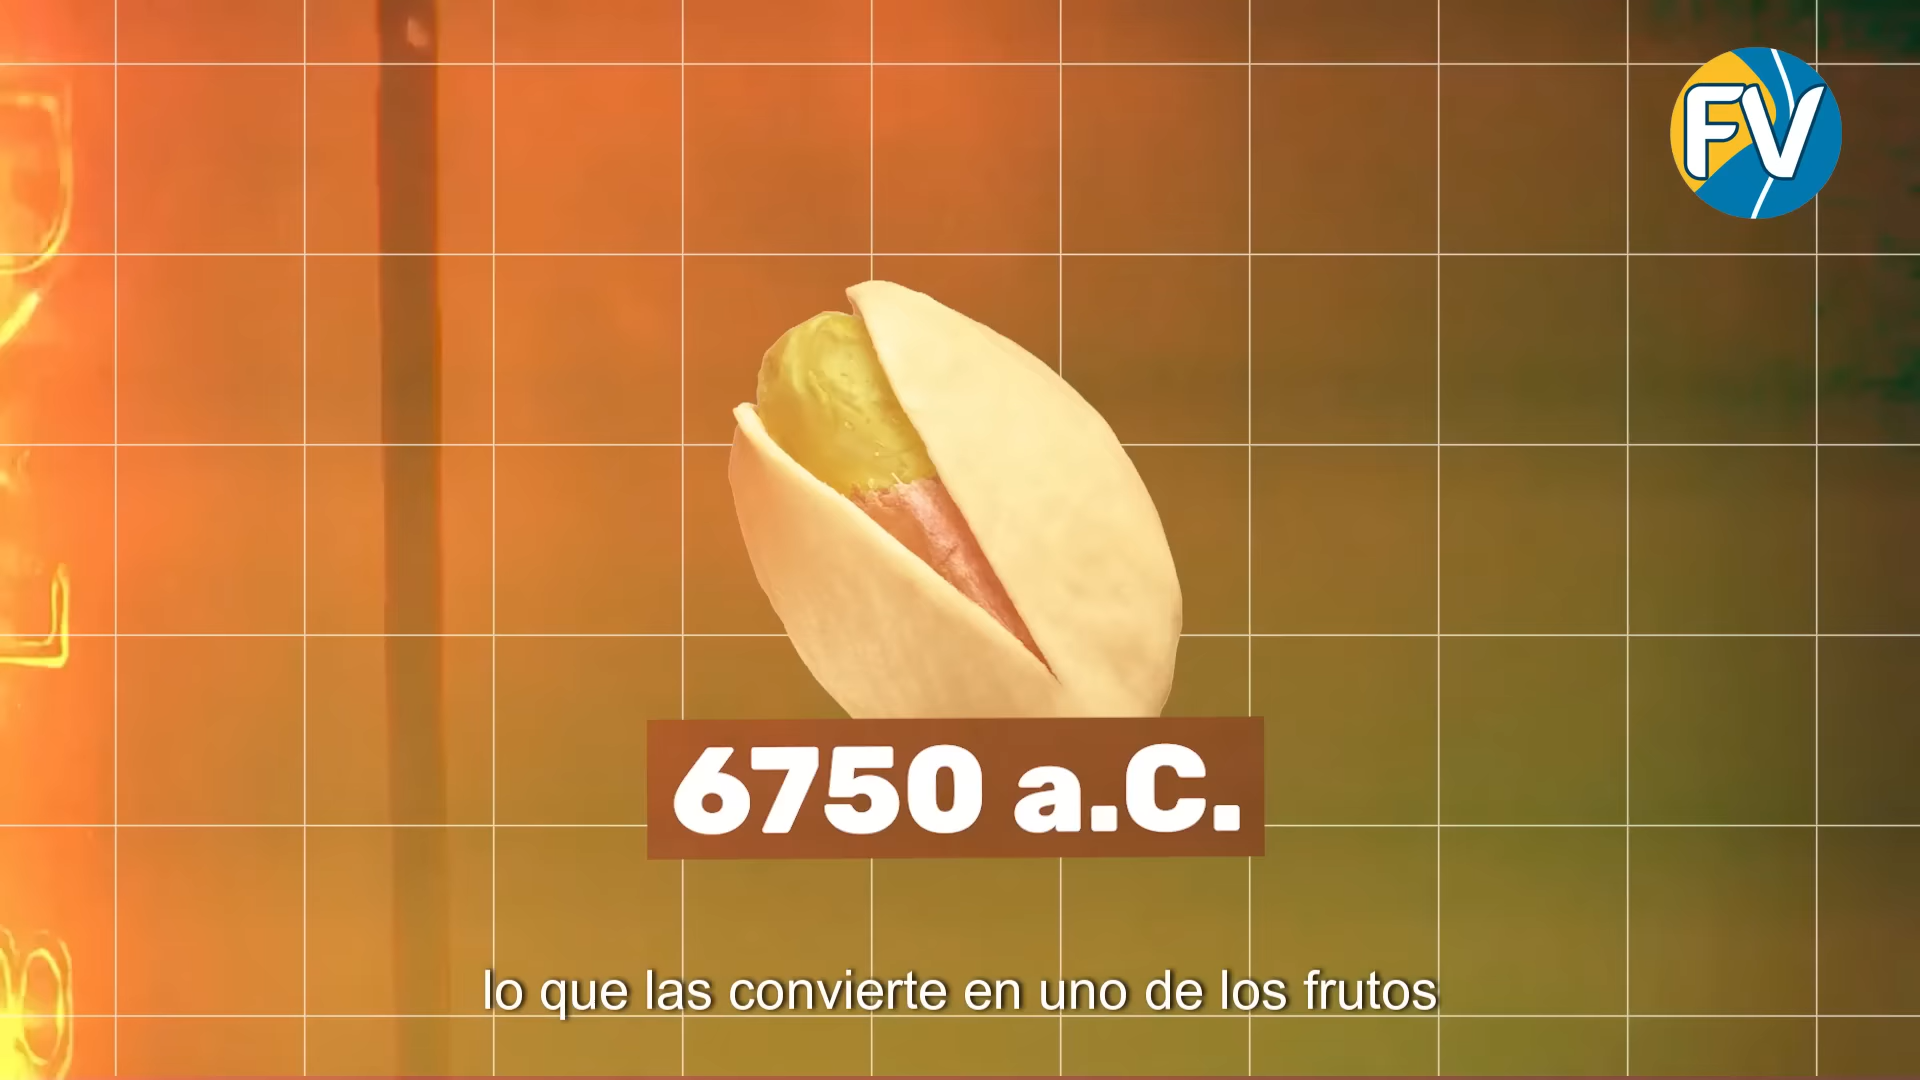 FV
6750 a.C.
lo que las convierte en uno de los frutos